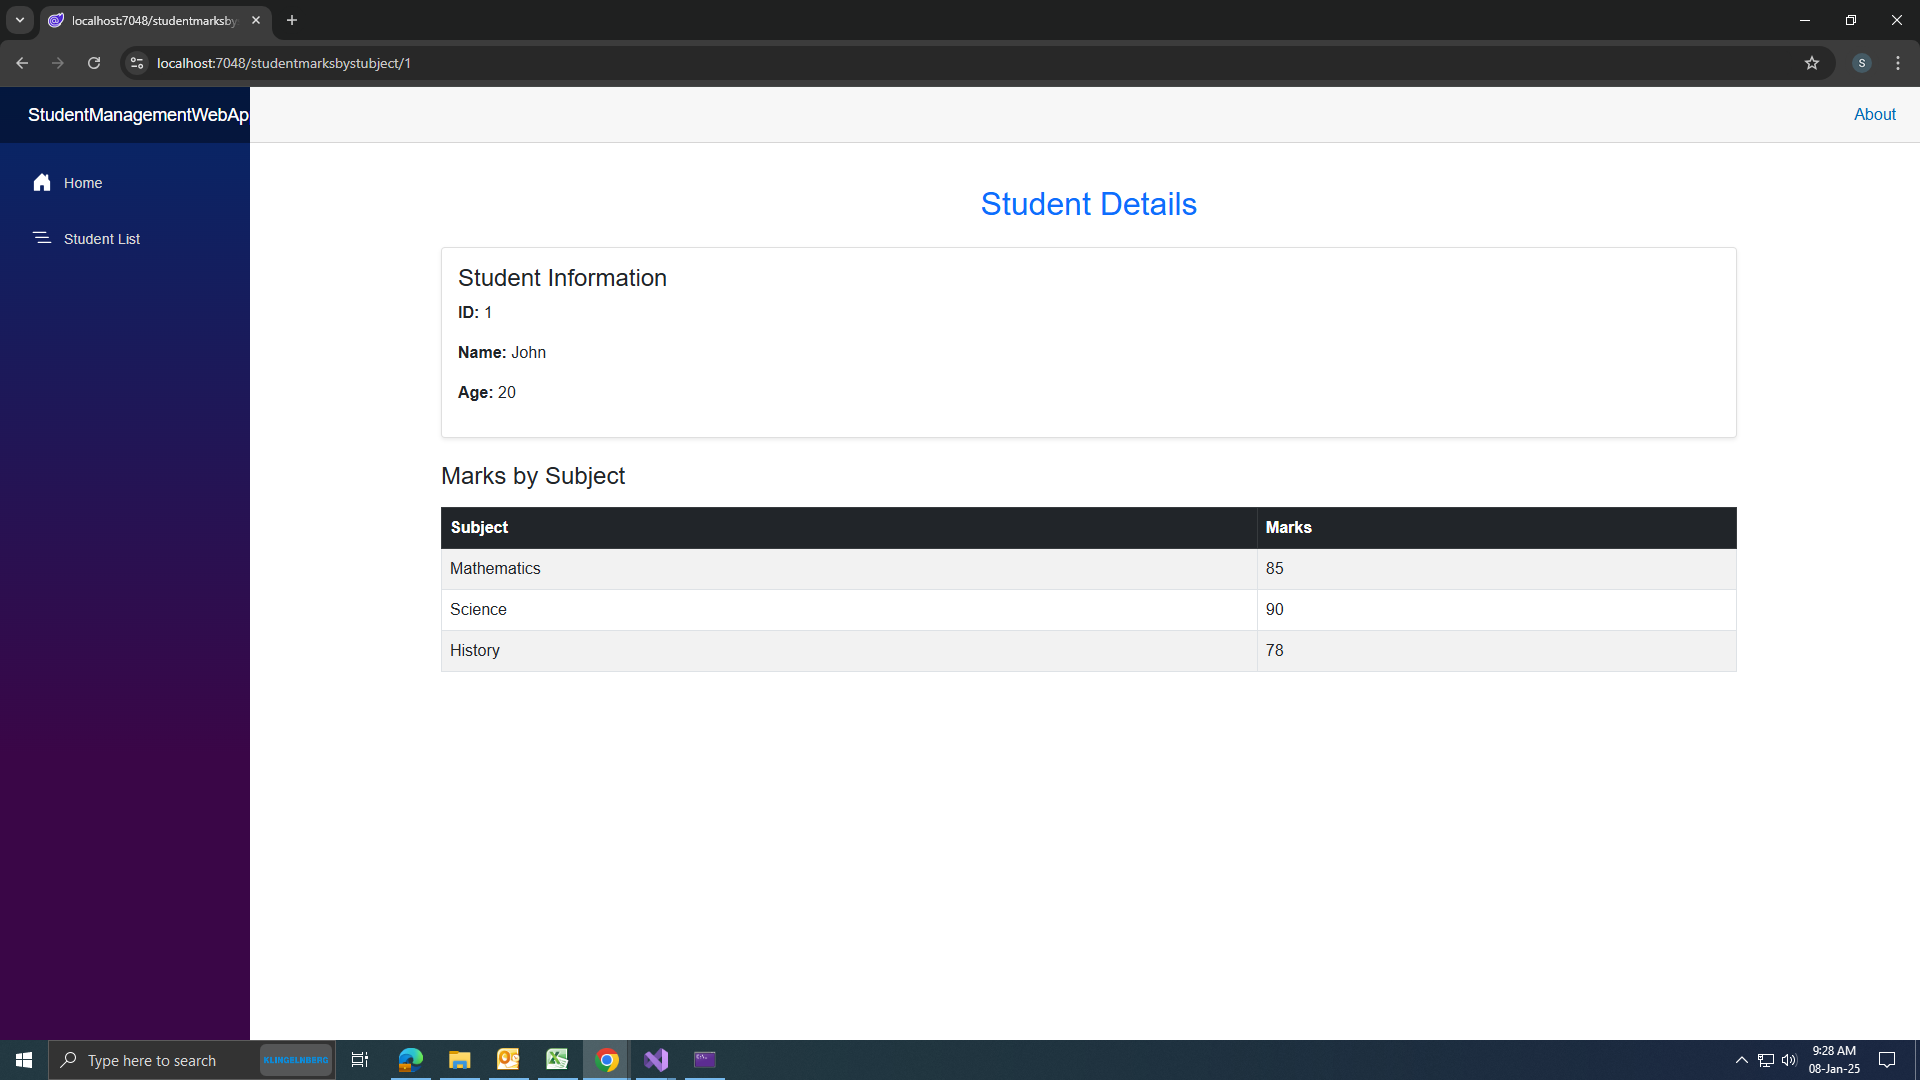 localhost:7048/studentmarksby
localhost:7048/studentmarksbystubject/1
S
StudentManagementWebAp
About
Home
Student List
Student Details
Student Information
ID: 1
Name: John
Age: 20
Marks by Subject
Subject Marks
Mathematics 85
Science 90
History 78
Type here to search
KLINGELNBERG
9:28 AM
08-Jan-25